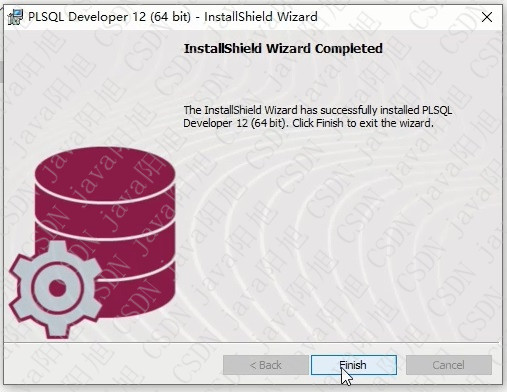 PLSQL Developer 12 (64 bit) - InstallShield Wizard
InstallShield Wizard Completed
The InstallShield Wizard has successfully installed PLSQL
Developer 12 (64 bit). Click Finish to exit the wizard.
< Back
Finish
Cancel
CSDN java阳旭